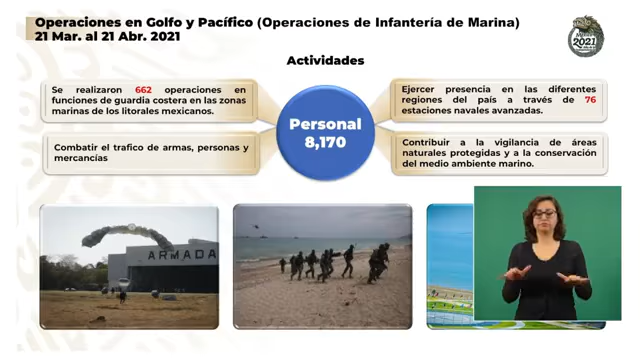 Operaciones en Golfo y Pacífico (Operaciones de Infantería de Marina)
21 Mar. al 21 Abr. 2021
México
2021
Actividades
Se realizaron 662 operaciones en
funciones de guardia costera en las zonas
marinas de los litorales mexicanos.
Combatir el trafico de armas, personas y
mercancías
Personal
8,170
Ejercer presencia en las diferentes
regiones del país a través de 76
estaciones navales avanzadas.
Contribuir a la vigilancia de áreas
naturales protegidas y a la conservación
del medio ambiente marino.
ARMADA